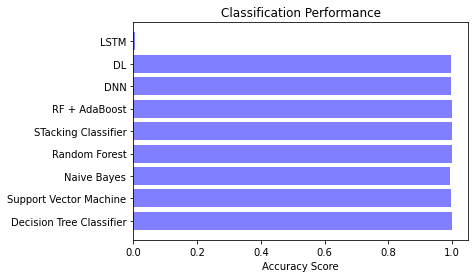 Classification Performance
LSTM
DL
DNN
RF + AdaBoost
STacking Classifier
Random Forest
Naive Bayes
Support Vector Machine
Decision Tree Classifier
0.0 0.2 0.4 0.6 0.8 1.0
Accuracy Score